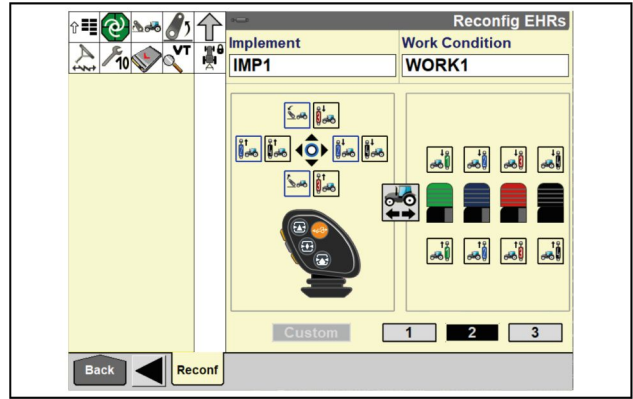 Reconfig EHRs
Implement
Work Condition
IMP1
WORK1
VT
10
L
Custom
1
2
3
Back
Reconf